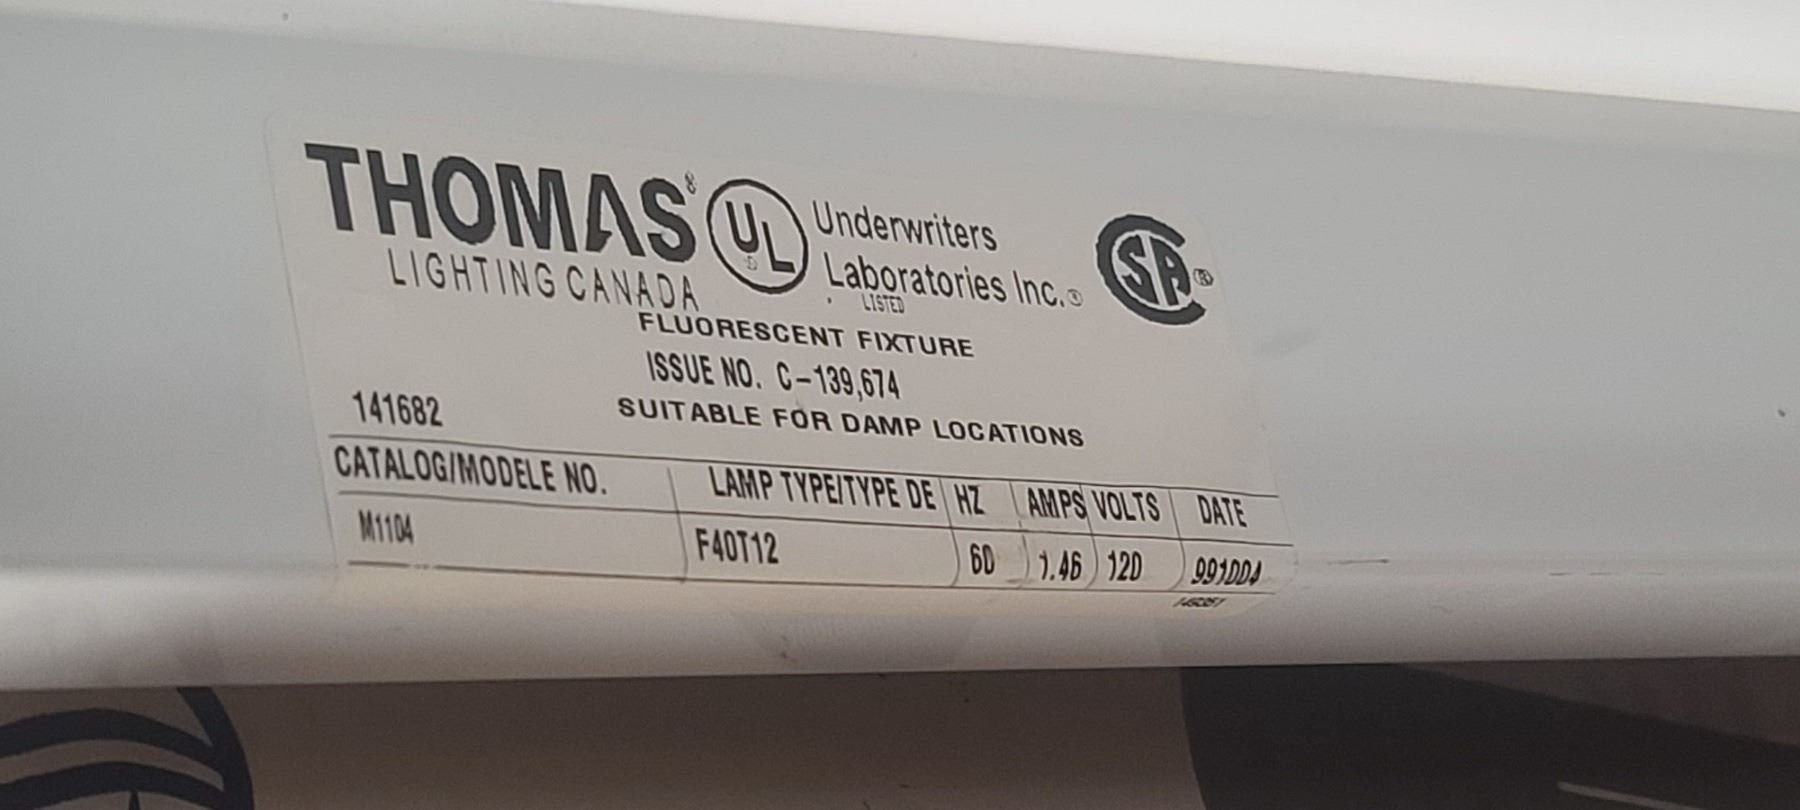 THOMAS®
LIGHTING CANADA
UL ®
Underwriters
Laboratories Inc.®
LISTED
SA ®
FLUORESCENT FIXTURE
ISSUE NO. C-139,674
141682
SUITABLE FOR DAMP LOCATIONS
CATALOG/MODELE NO. LAMP TYPE/TYPE DE HZ AMPS VOLTS DATE
M1104 F40T12 60 1.46 120 991004